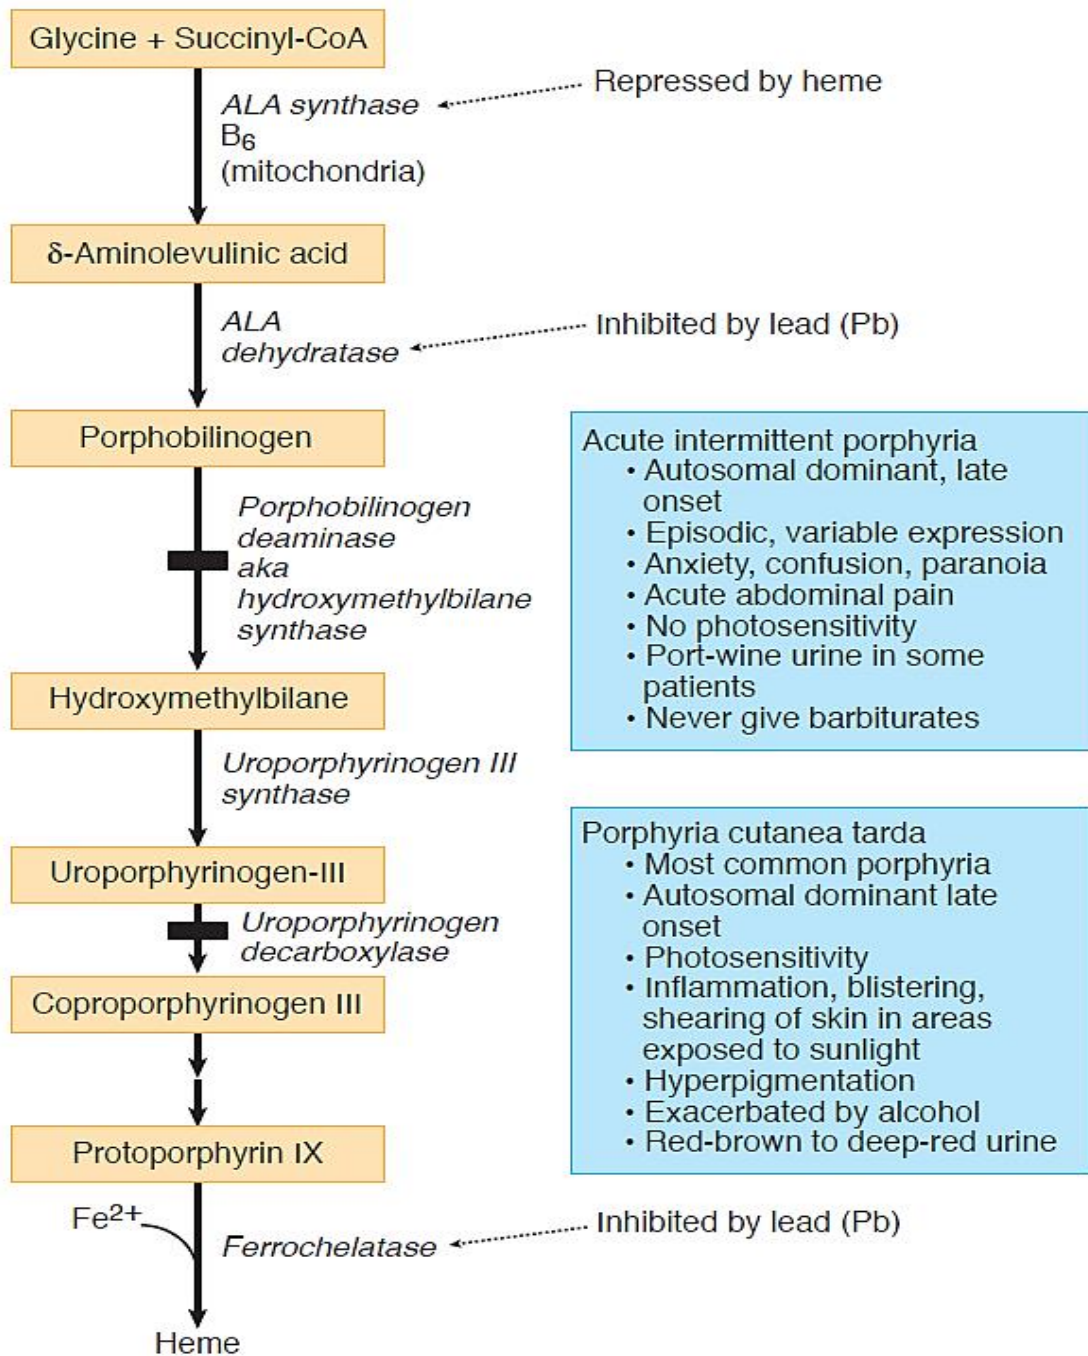 Glycine + Succinyl-CoA
ALA synthase
B6
(mitochondria)
Repressed by heme
δ-Aminolevulinic acid
ALA
dehydratase
Inhibited by lead (Pb)
Porphobilinogen
Porphobilinogen
deaminase
aka
hydroxymethylbilane
synthase
Acute intermittent porphyria
• Autosomal dominant, late
onset
• Episodic, variable expression
• Anxiety, confusion, paranoia
• Acute abdominal pain
• No photosensitivity
• Port-wine urine in some
patients
• Never give barbiturates
Hydroxymethylbilane
Uroporphyrinogen III
synthase
Uroporphyrinogen-III
Uroporphyrinogen
decarboxylase
Coproporphyrinogen III
Porphyria cutanea tarda
• Most common porphyria
• Autosomal dominant late
onset
• Photosensitivity
• Inflammation, blistering,
shearing of skin in areas
exposed to sunlight
• Hyperpigmentation
• Exacerbated by alcohol
• Red-brown to deep-red urine
Protoporphyrin IX
Fe2+
Ferrochelatase
Inhibited by lead (Pb)
Heme